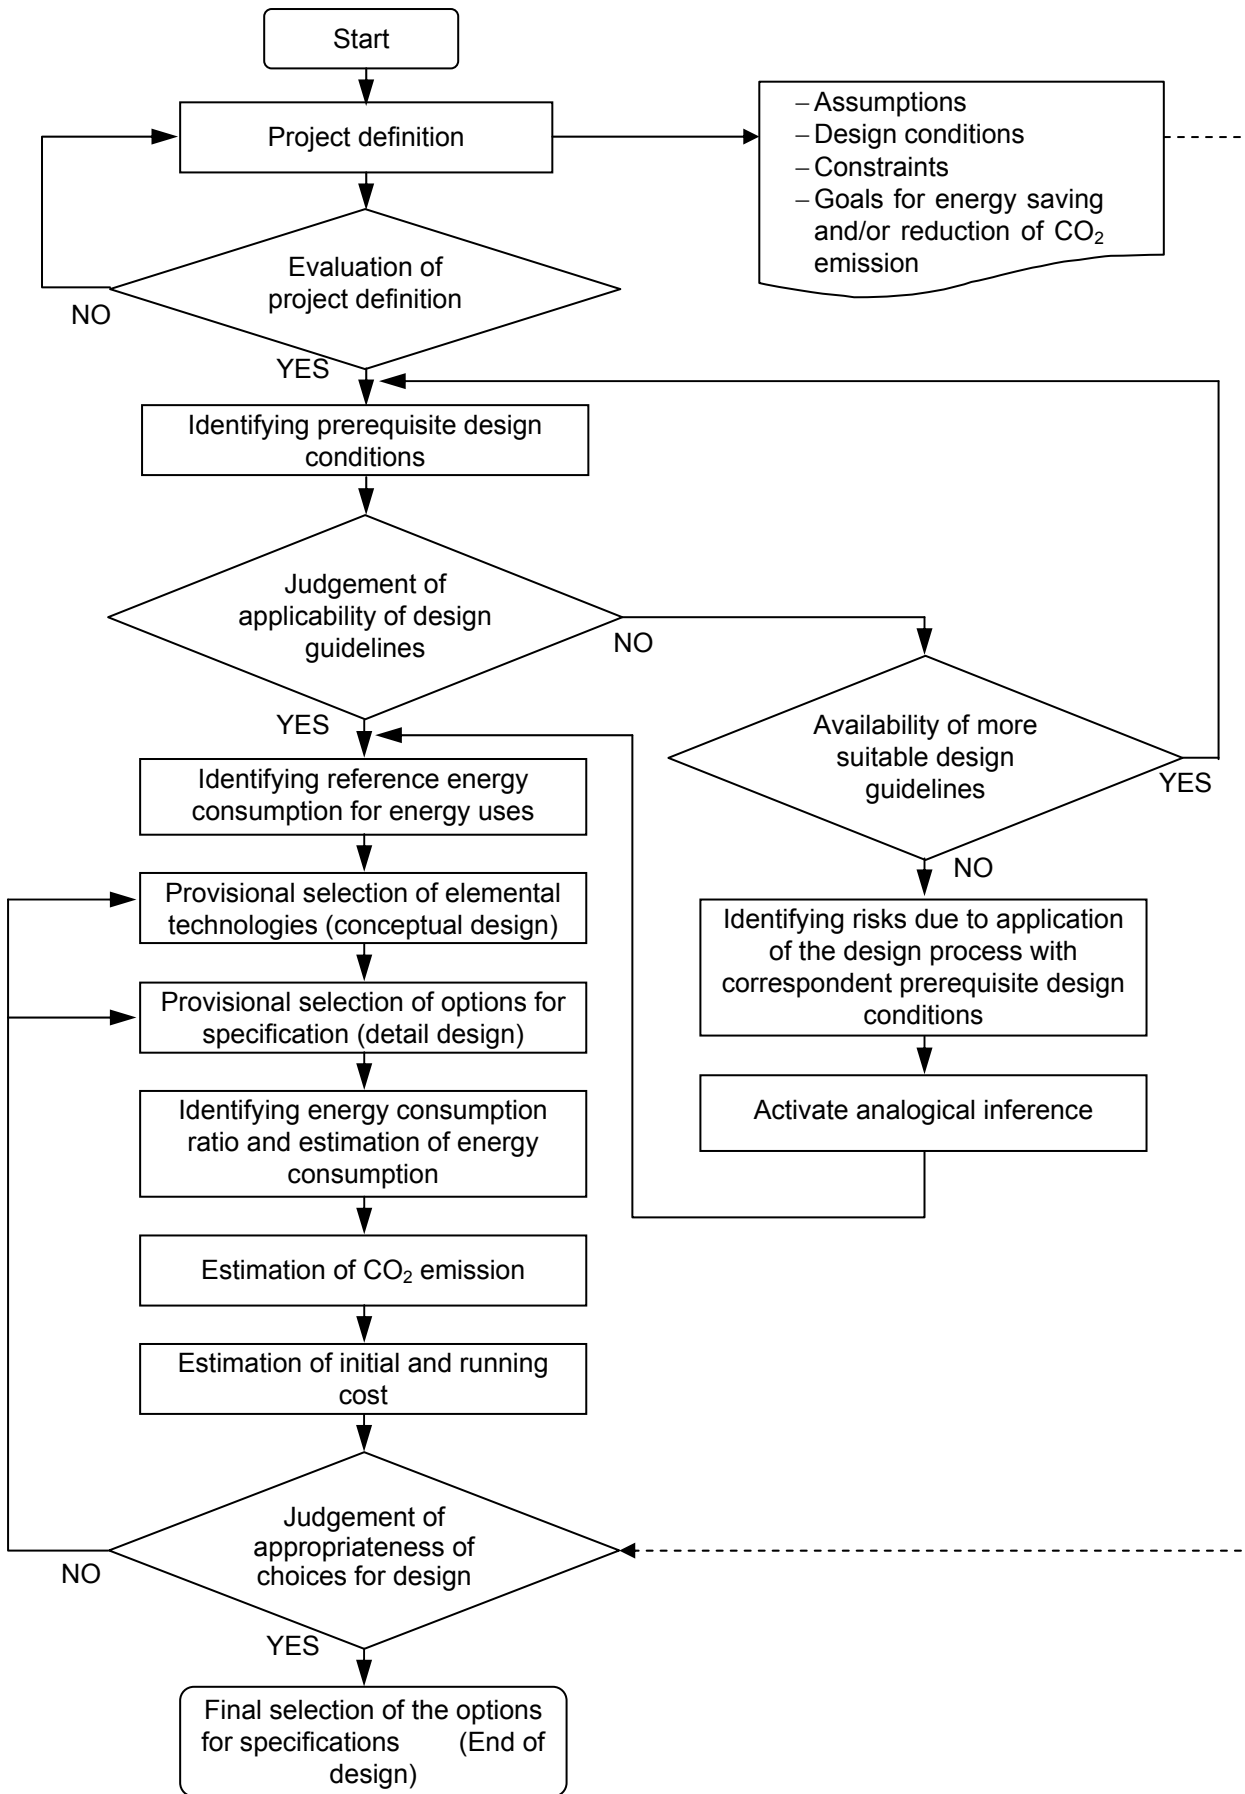 Start
Project definition
– Assumptions
– Design conditions
– Constraints
– Goals for energy saving
and/or reduction of CO₂
emission
Evaluation of
project definition
NO
YES
Identifying prerequisite design
conditions
Judgement of
applicability of design
guidelines
NO
YES
Availability of more
suitable design
guidelines
YES
NO
Identifying reference energy
consumption for energy uses
Provisional selection of elemental
technologies (conceptual design)
Identifying risks due to application
of the design process with
correspondent prerequisite design
conditions
Provisional selection of options for
specification (detail design)
Activate analogical inference
Identifying energy consumption
ratio and estimation of energy
consumption
Estimation of CO₂ emission
Estimation of initial and running
cost
Judgement of
appropriateness of
choices for design
NO
YES
Final selection of the options
for specifications (End of
design)